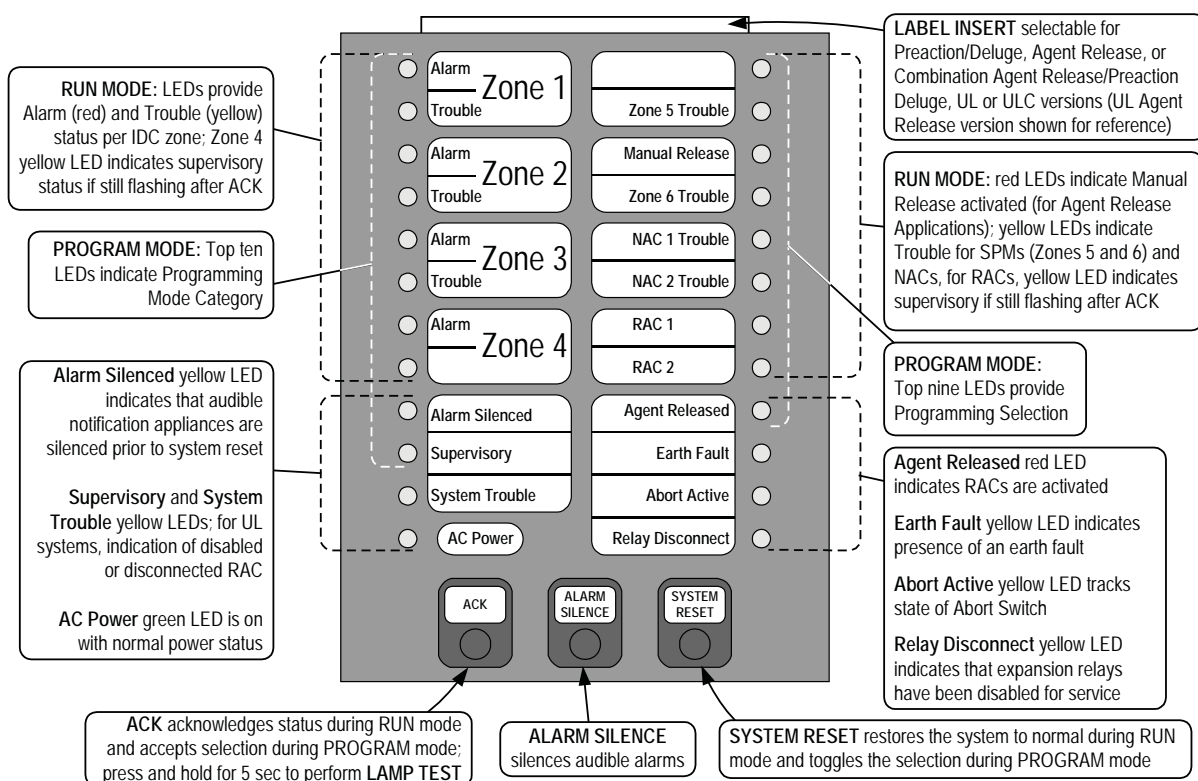 LABEL INSERT selectable for
Preaction/Deluge, Agent Release, or
Combination Agent Release/Preaction
Deluge, UL or ULC versions (UL Agent
Release version shown for reference)
RUN MODE: LEDs provide
Alarm (red) and Trouble (yellow)
status per IDC zone; Zone 4
yellow LED indicates supervisory
status if still flashing after ACK
PROGRAM MODE: Top ten
LEDs indicate Programming
Mode Category
Alarm Silenced yellow LED
indicates that audible
notification appliances are
silenced prior to system reset
Supervisory and System
Trouble yellow LEDs; for UL
systems, indication of disabled
or disconnected RAC
AC Power green LED is on
with normal power status
Alarm
Zone 1
Trouble
Alarm
Zone 2
Trouble
Alarm
Zone 3
Trouble
Alarm
Zone 4
Alarm Silenced
Supervisory
System Trouble
AC Power
Zone 5 Trouble
Manual Release
Zone 6 Trouble
NAC 1 Trouble
NAC 2 Trouble
RAC 1
RAC 2
Agent Released
Earth Fault
Abort Active
Relay Disconnect
RUN MODE: red LEDs indicate Manual
Release activated (for Agent Release
Applications); yellow LEDs indicate
Trouble for SPMs (Zones 5 and 6) and
NACs, for RACs, yellow LED indicates
supervisory if still flashing after ACK
PROGRAM MODE:
Top nine LEDs provide
Programming Selection
Agent Released red LED
indicates RACs are activated
Earth Fault yellow LED indicates
presence of an earth fault
Abort Active yellow LED tracks
state of Abort Switch
Relay Disconnect yellow LED
indicates that expansion relays
have been disabled for service
ACK
ALARM
SILENCE
SYSTEM
RESET
ACK acknowledges status during RUN mode
and accepts selection during PROGRAM mode;
press and hold for 5 sec to perform LAMP TEST
ALARM SILENCE
silences audible alarms
SYSTEM RESET restores the system to normal during RUN
mode and toggles the selection during PROGRAM mode